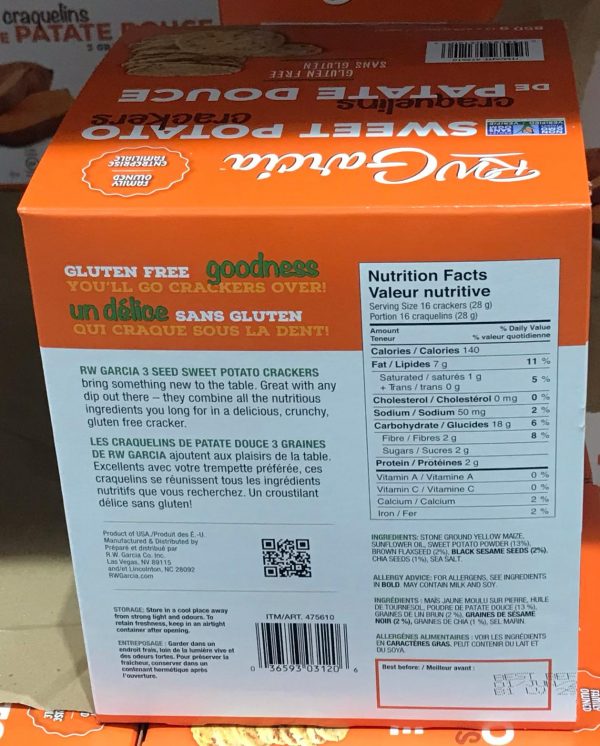 craquelins
PATATE DOUCE
GLUTEN FREE
SANS GLUTEN
craquelins
DE PATATE DOUCE
crackers
SWEET POTATO
RW Garcia
FAMILY
OWNED
ENTREPRISE
FAMILIALE
GLUTEN FREE goodness
YOU'LL GO CRACKERS OVER!
un délice SANS GLUTEN
QUI CRAQUE SOUS LA DENT!
RW GARCIA 3 SEED SWEET POTATO CRACKERS
bring something new to the table. Great with any
dip out there – they combine all the nutritious
ingredients you long for in a delicious, crunchy,
gluten free cracker.
LES CRAQUELINS DE PATATE DOUCE 3 GRAINES
DE RW GARCIA ajoutent aux plaisirs de la table.
Excellents avec votre trempette préférée, ces
craquelins se réunissent tous les ingrédients
nutritifs que vous recherchez. Un croustillant
délice sans gluten!
Product of USA./Produit des É.-U.
Manufactured & Distributed by
Préparé et distribué par
R.W. Garcia Co. Inc.
Las Vegas, NV 89115
and/et Lincolnton, NC 28092
RWGarcia.com
STORAGE: Store in a cool place away
from strong light and odours. To
retain freshness, keep in an airtight
container after opening.
ENTREPOSAGE: Garder dans un
endroit frais, loin de la lumière vive et
des odeurs fortes. Pour préserver la
fraîcheur, conserver dans un
contenant hermétique après
l'ouverture.
ITM/ART. 475610
0 36593 03120 6
Nutrition Facts
Valeur nutritive
Serving Size 16 crackers (28 g)
Portion 16 craquelins (28 g)
Amount % Daily Value
Teneur % valeur quotidienne
Calories / Calories 140
Fat / Lipides 7 g 11 %
Saturated / saturés 1 g
+ Trans / trans 0 g 5 %
Cholesterol / Cholestérol 0 mg 0 %
Sodium / Sodium 50 mg 2 %
Carbohydrate / Glucides 18 g 6 %
Fibre / Fibres 2 g 8 %
Sugars / Sucres 2 g
Protein / Protéines 2 g
Vitamin A / Vitamine A 0 %
Vitamin C / Vitamine C 0 %
Calcium / Calcium 2 %
Iron / Fer 2 %
INGREDIENTS: STONE GROUND YELLOW MAIZE,
SUNFLOWER OIL, SWEET POTATO POWDER (13%),
BROWN FLAXSEED (2%), BLACK SESAME SEEDS (2%),
CHIA SEEDS (1%), SEA SALT.
ALLERGY ADVICE: FOR ALLERGENS, SEE INGREDIENTS
IN BOLD. MAY CONTAIN MILK AND SOY.
INGRÉDIENTS: MAÏS JAUNE MOULU SUR PIERRE, HUILE
DE TOURNESOL, POUDRE DE PATATE DOUCE (13 %),
GRAINES DE LIN BRUN (2 %), GRAINES DE SÉSAME
NOIR (2 %), GRAINES DE CHIA (1 %), SEL MARIN.
ALLERGÈNES ALIMENTAIRES: VOIR LES INGRÉDIENTS
EN CARACTÈRES GRAS. PEUT CONTENIR DU LAIT ET
DU SOYA.
Best before: / Meilleur avant: